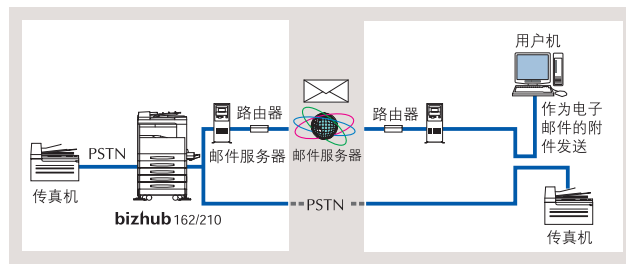 用户机
路由器
路由器
作为电子
邮件的附
件发送
PSTN
邮件服务器
邮件服务器
传真机
bizhub 162/210
PSTN
传真机